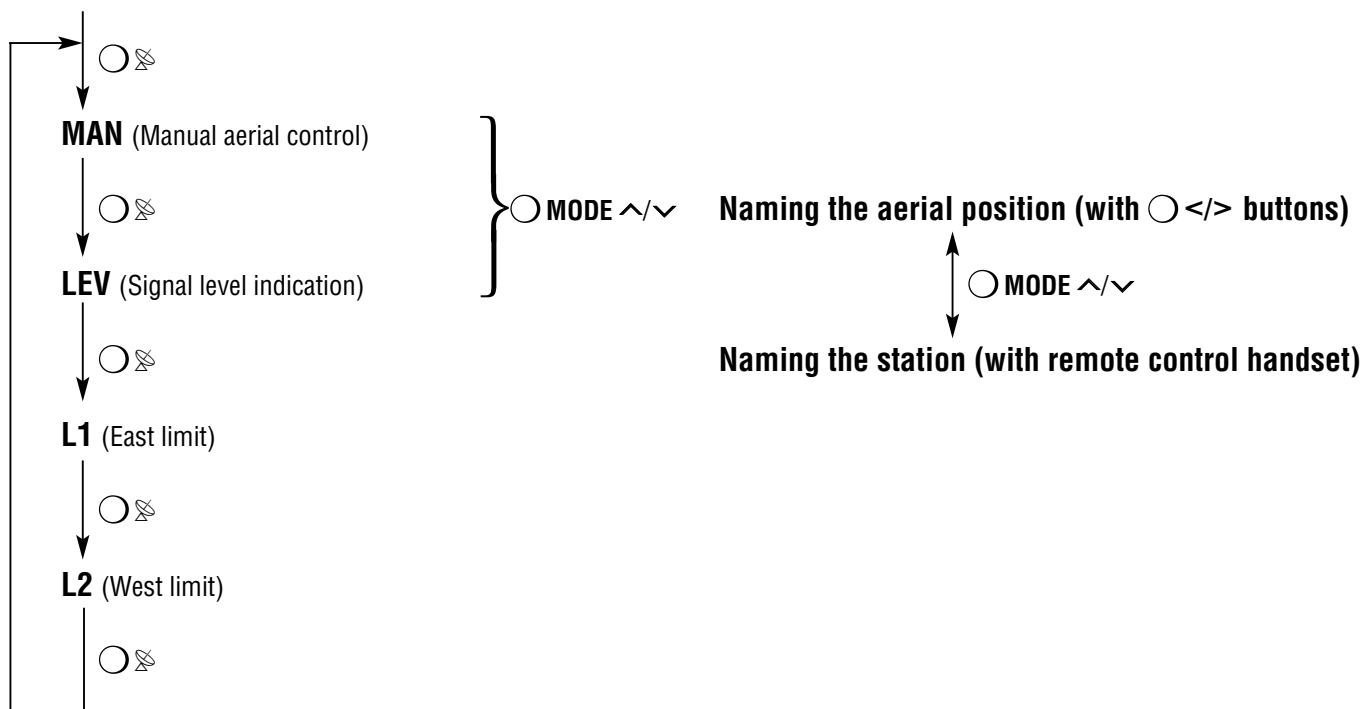 MAN (Manual aerial control)
MODE ∧/∨
Naming the aerial position (with </> buttons)
LEV (Signal level indication)
MODE ∧/∨
Naming the station (with remote control handset)
L1 (East limit)
L2 (West limit)